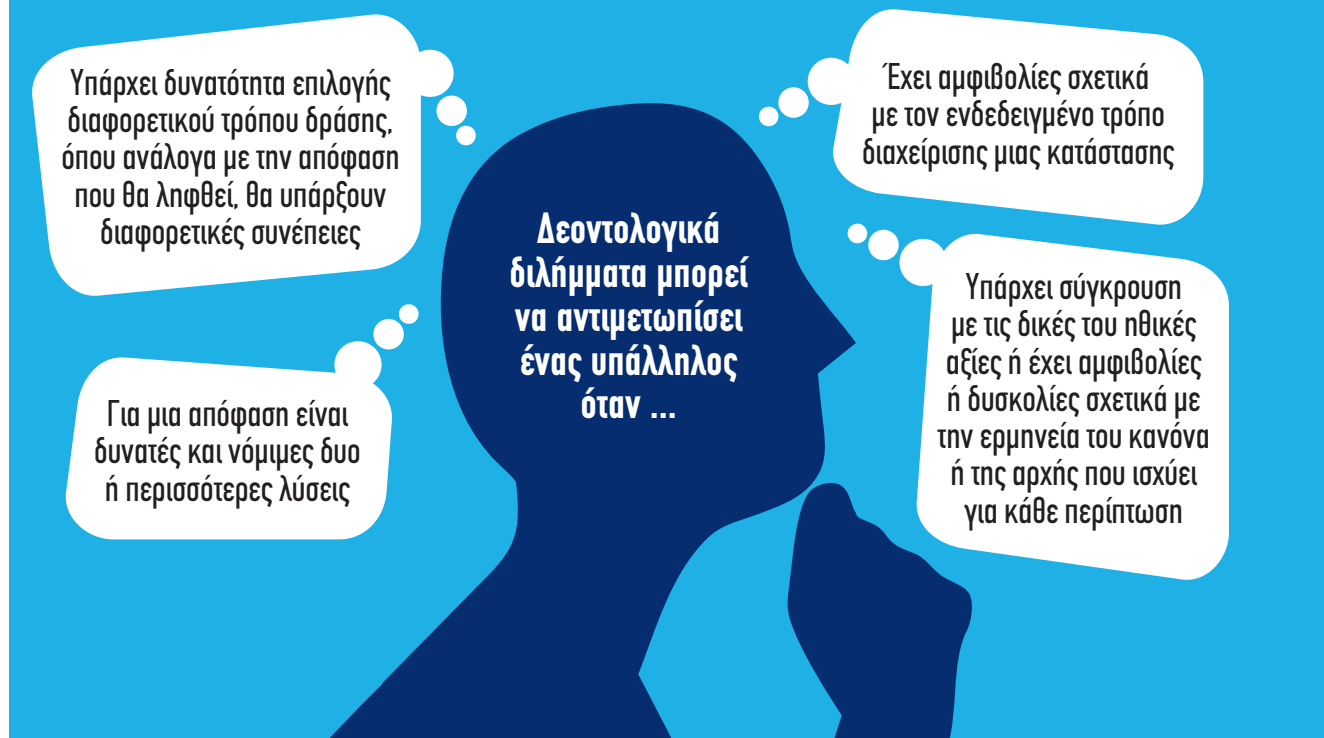 Υπάρχει δυνατότητα επιλογής
διαφορετικού τρόπου δράσης,
όπου ανάλογα με την απόφαση
που θα ληφθεί, θα υπάρξουν
διαφορετικές συνέπειες
Έχει αμφιβολίες σχετικά
με τον ενδεδειγμένο τρόπο
διαχείρισης μιας κατάστασης
Δεοντολογικά
διλήμματα μπορεί
να αντιμετωπίσει
ένας υπάλληλος
όταν ...
Για μια απόφαση είναι
δυνατές και νόμιμες δυο
ή περισσότερες λύσεις
Υπάρχει σύγκρουση
με τις δικές του ηθικές
αξίες ή έχει αμφιβολίες
ή δυσκολίες σχετικά με
την ερμηνεία του κανόνα
ή της αρχής που ισχύει
για κάθε περίπτωση